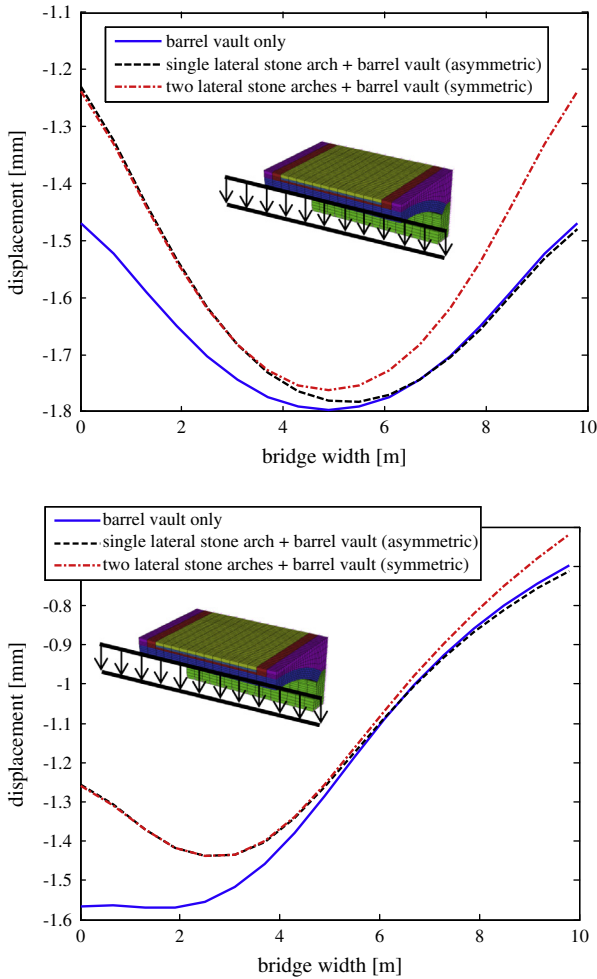 -1.1
barrel vault only
single lateral stone arch + barrel vault (asymmetric)
two lateral stone arches + barrel vault (symmetric)
-1.2
-1.3
-1.4
-1.5
-1.6
-1.7
-1.8
displacement [mm]
0 2 4 6 8 10
bridge width [m]
barrel vault only
single lateral stone arch + barrel vault (asymmetric)
two lateral stone arches + barrel vault (symmetric)
-0.8
-0.9
-1
-1.1
-1.2
-1.3
-1.4
-1.5
-1.6
displacement [mm]
0 2 4 6 8 10
bridge width [m]